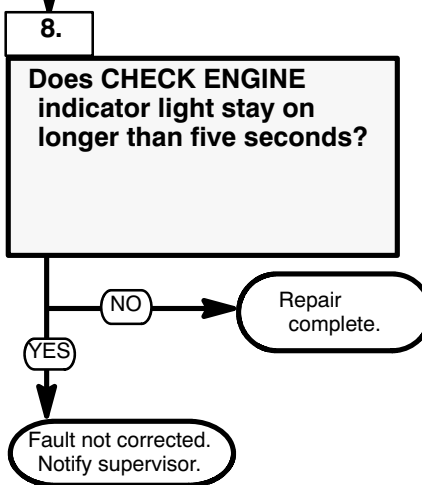 8.
Does CHECK ENGINE
indicator light stay on
longer than five seconds?
NO
Repair
complete.
YES
Fault not corrected.
Notify supervisor.